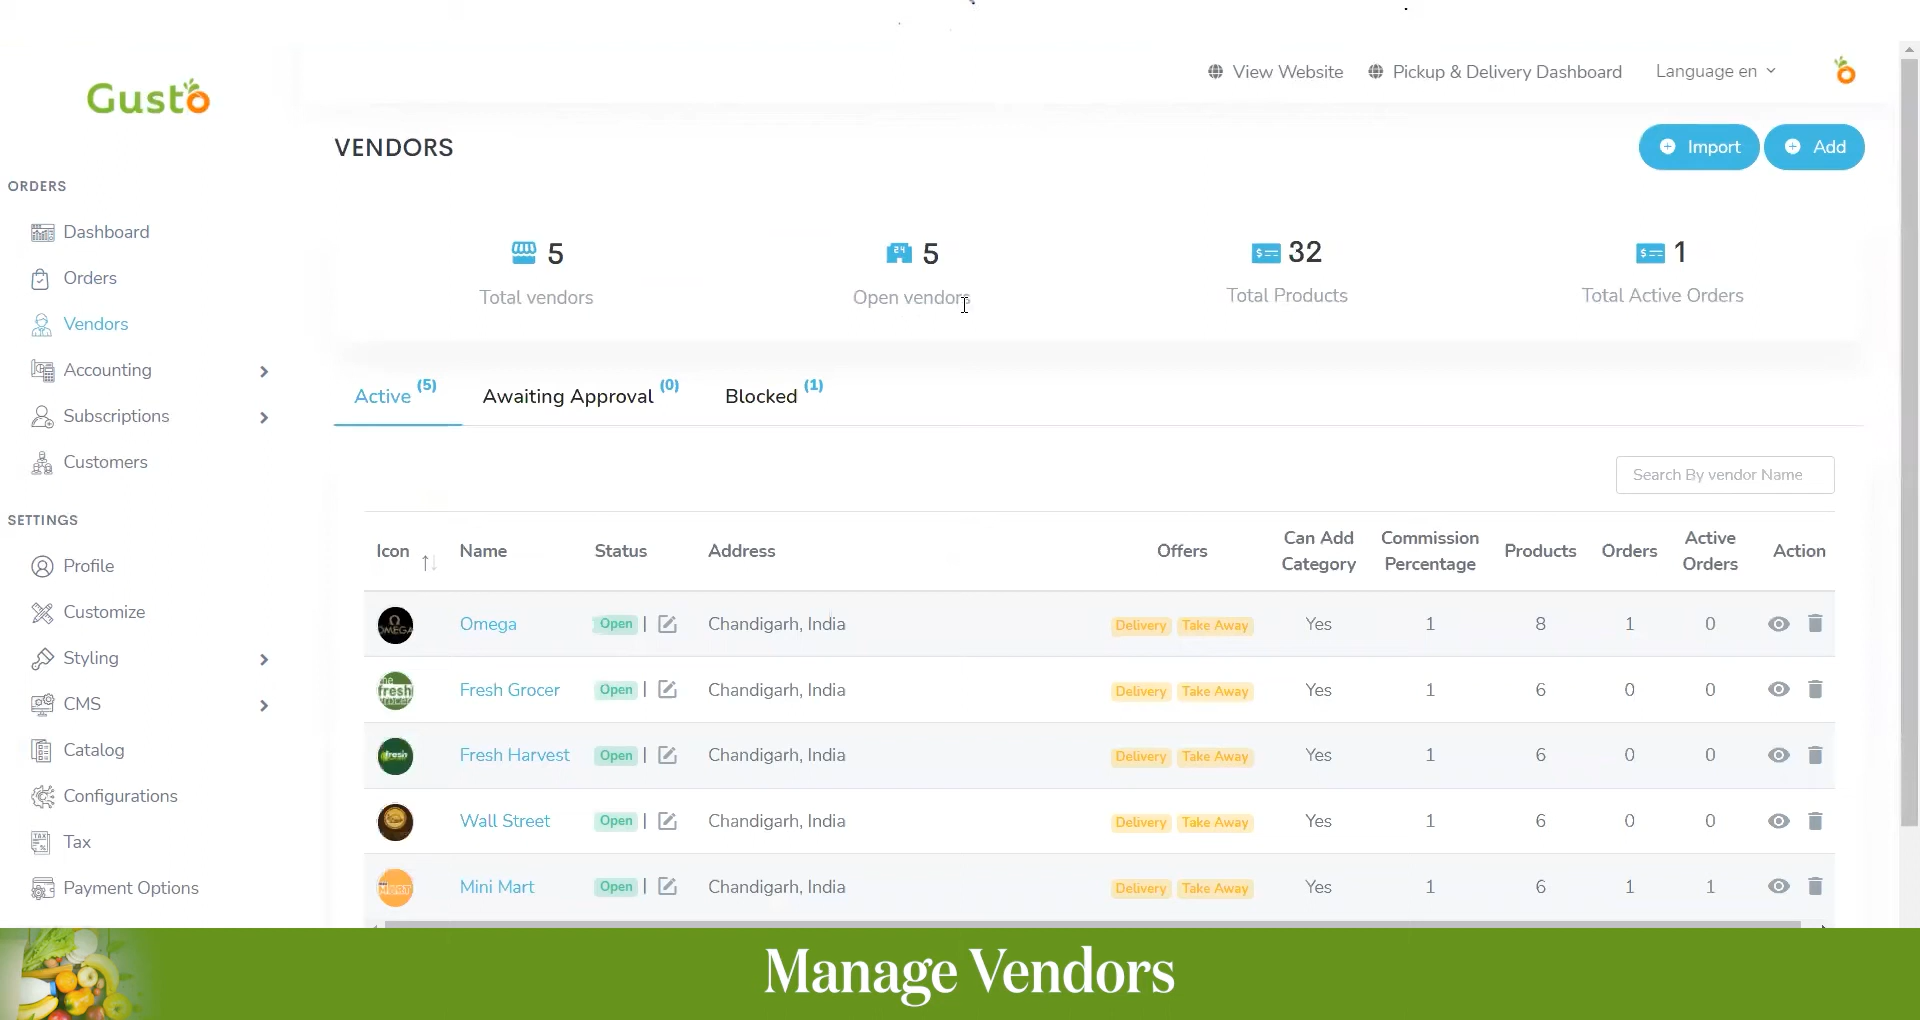 View Website Pickup & Delivery Dashboard Language en
Gusto
VENDORS
Import Add
ORDERS
Dashboard
Orders
Vendors
Accounting
Subscriptions
Customers
SETTINGS
Profile
Customize
Styling
CMS
Catalog
Configurations
Tax
Payment Options
5 5 32 1
Total vendors Open vendors Total Products Total Active Orders
Active (5) Awaiting Approval (0) Blocked (1)
Search By vendor Name
Icon Name Status Address Offers Can Add Category Commission Percentage Products Orders Active Orders Action
OMEGA Omega Open | Chandigarh, India Delivery Take Away Yes 1 8 1 0
fresh Fresh Grocer Open | Chandigarh, India Delivery Take Away Yes 1 6 0 0
fresh Fresh Harvest Open | Chandigarh, India Delivery Take Away Yes 1 6 0 0
Wall Street Open | Chandigarh, India Delivery Take Away Yes 1 6 0 0
Mini Mart Open | Chandigarh, India Delivery Take Away Yes 1 6 1 1
Manage Vendors